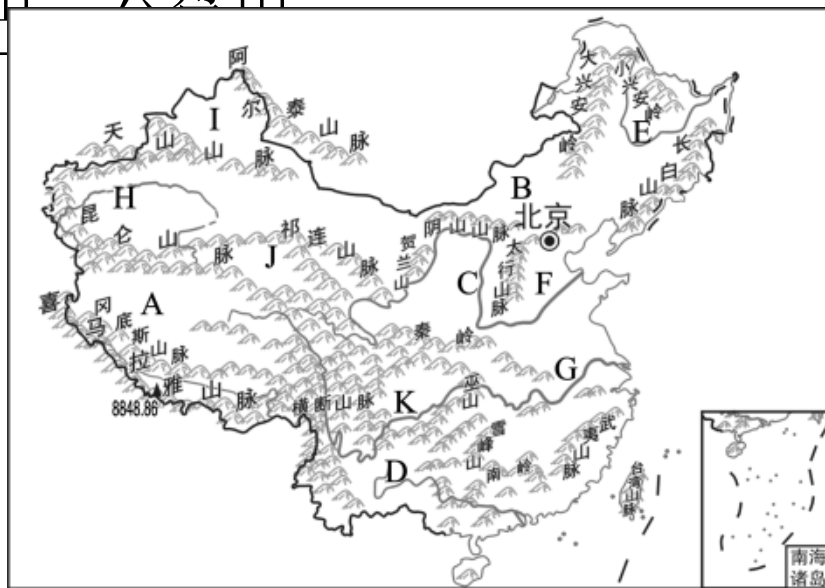 阿尔泰山脉
天山山脉
I
大兴安岭
小兴安岭
E
长白山脉
H
昆仑山脉
B
北京
阴山山脉
祁连山脉
J
贺兰山
太行山脉
C
F
A
喜马拉雅山脉
冈底斯山脉
8848.86
秦岭
G
横断山脉
K
巫山
雪峰山
武夷山脉
D
南岭
台湾山脉
南海
诸岛